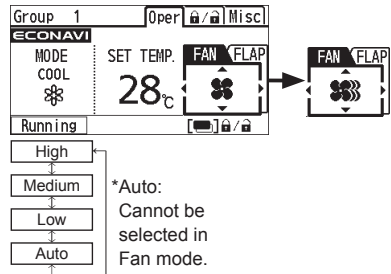 Group 1 Oper / Misc
ECONAVI
MODE SET TEMP. FAN FLAP
COOL
28℃
Running [ ] /
FAN FLAP
High
Medium
Low
Auto
*Auto:
Cannot be
selected in
Fan mode.